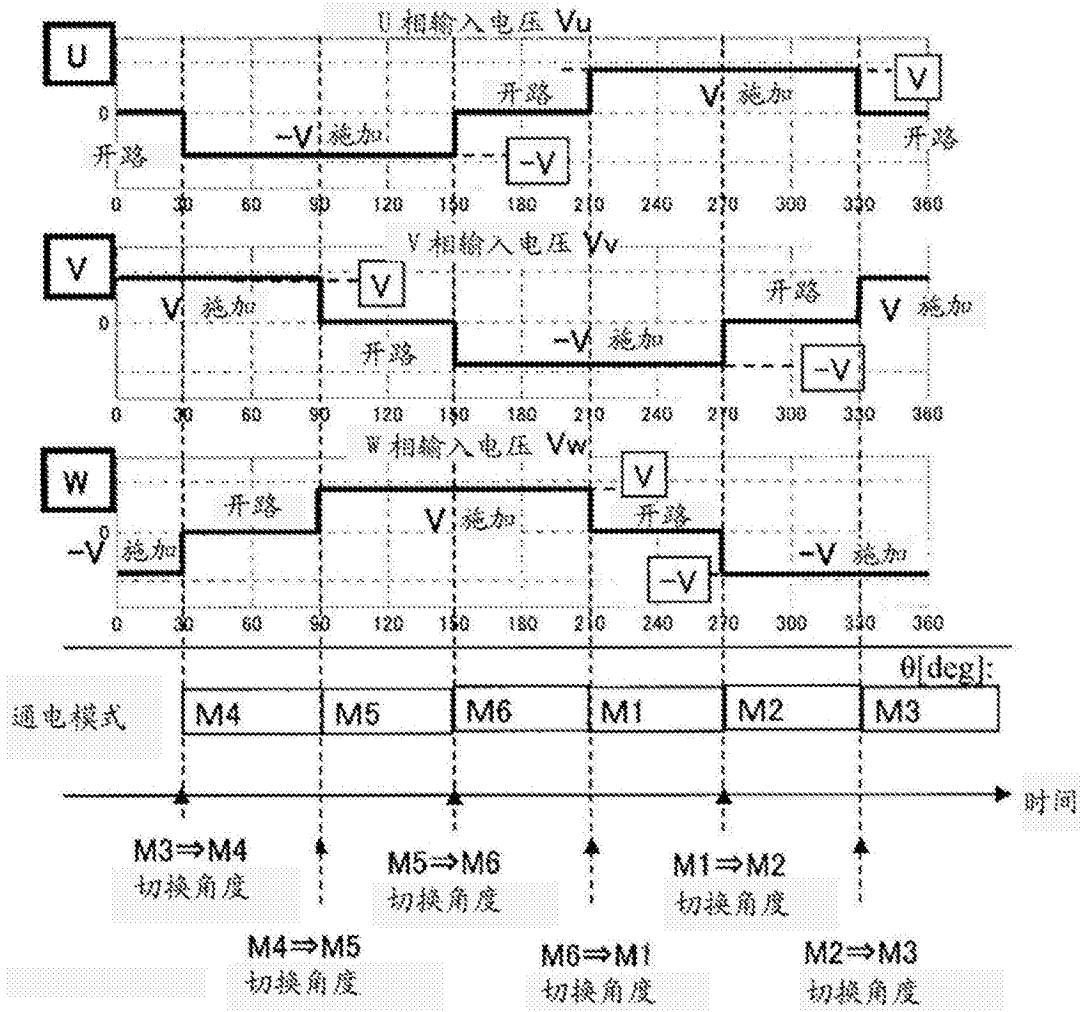 U相输入电压 Vu
U
V
0
开路
-V 施加
开路
V 施加
开路
-V
0 30 60 90 120 150 180 210 240 270 300 330 360
V相输入电压 Vv
V
V
0
V 施加
开路
-V 施加
开路
V 施加
-V
0 30 60 90 120 150 180 210 240 270 300 330 360
W相输入电压 Vw
W
V
0
-V 施加
开路
V 施加
开路
-V 施加
-V
0 30 60 90 120 150 180 210 240 270 300 330 360
θ[deg]:
通电模式 M4 M5 M6 M1 M2 M3
时间
M3⇒M4
切换角度
M5⇒M6
切换角度
M1⇒M2
切换角度
M4⇒M5
切换角度
M6⇒M1
切换角度
M2⇒M3
切换角度